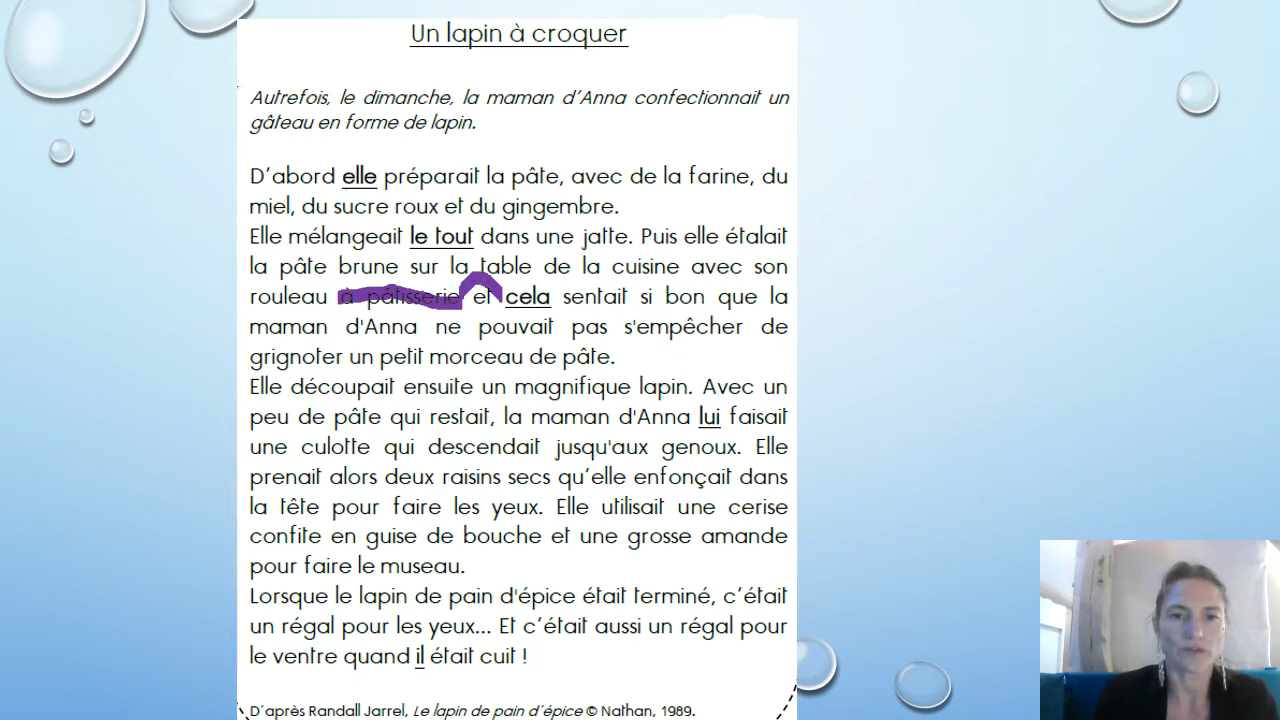 Un lapin à croquer
Autrefois, le dimanche, la maman d'Anna confectionnait un
gâteau en forme de lapin.
D'abord elle préparait la pâte, avec de la farine, du
miel, du sucre roux et du gingembre.
Elle mélangeait le tout dans une jatte. Puis elle étalait
la pâte brune sur la table de la cuisine avec son
rouleau à pâtisserie et cela sentait si bon que la
maman d'Anna ne pouvait pas s'empêcher de
grignoter un petit morceau de pâte.
Elle découpait ensuite un magnifique lapin. Avec un
peu de pâte qui restait, la maman d'Anna lui faisait
une culotte qui descendait jusqu'aux genoux. Elle
prenait alors deux raisins secs qu'elle enfonçait dans
la tête pour faire les yeux. Elle utilisait une cerise
confite en guise de bouche et une grosse amande
pour faire le museau.
Lorsque le lapin de pain d'épice était terminé, c'était
un régal pour les yeux... Et c'était aussi un régal pour
le ventre quand il était cuit !
D'après Randall Jarrel, Le lapin de pain d'épice © Nathan, 1989.